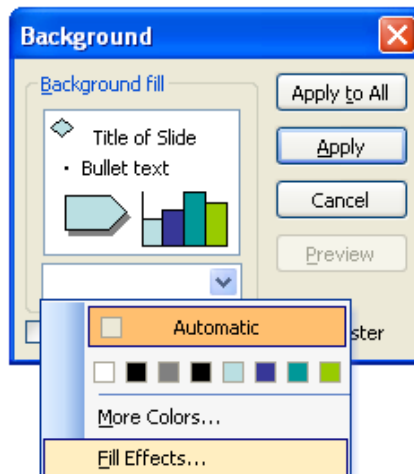 Background
Background fill
Title of Slide
• Bullet text
Apply to All
Apply
Cancel
Preview
Automatic
ster
More Colors...
Fill Effects...